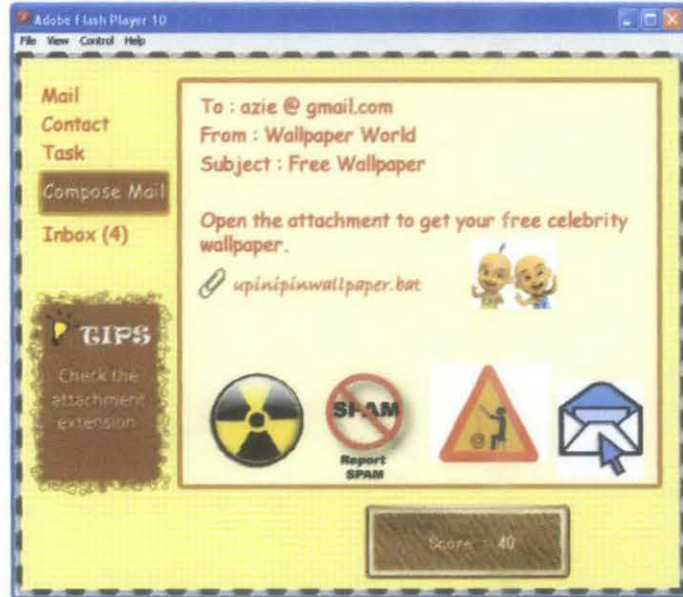 Adobe Flash Player 10
File View Control Help
Mail
Contact
Task
Compose Mail
Inbox (4)
TIPS
Check the
attachment
extension
To : azie @ gmail.com
From : Wallpaper World
Subject : Free Wallpaper
Open the attachment to get your free celebrity
wallpaper.
upinipinwallpaper.bat
SPAM
Report
SPAM
Score : 40